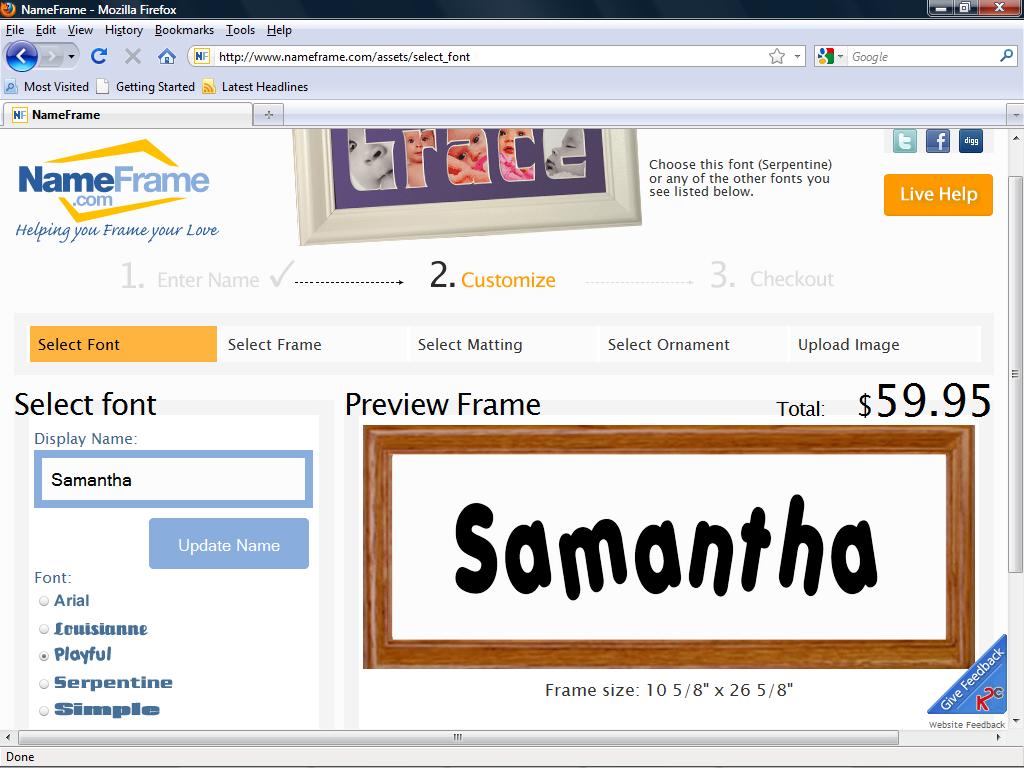 NameFrame - Mozilla Firefox
File Edit View History Bookmarks Tools Help
NF http://www.nameframe.com/assets/select_font Google
Most Visited Getting Started Latest Headlines
NF NameFrame
Grace
digg
Choose this font (Serpentine)
or any of the other fonts you
see listed below.
NameFrame
.com
Live Help
Helping you Frame your Love
1. Enter Name 2. Customize 3. Checkout
Select Font Select Frame Select Matting Select Ornament Upload Image
Select font
Preview Frame
Total: $59.95
Display Name:
Samantha
Update Name
Samantha
Font:
Arial
Louisianne
Playful
Serpentine
Simple
Frame size: 10 5/8" x 26 5/8"
Give Feedback
Website Feedback
Done